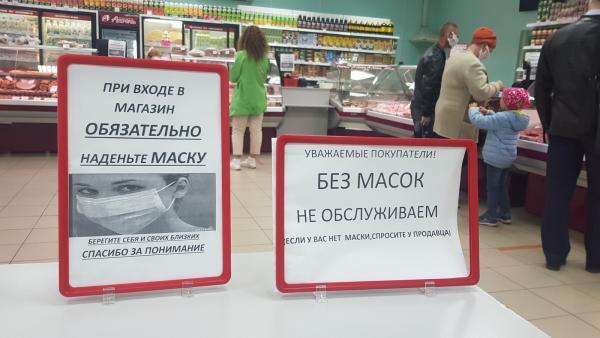 ПРИ ВХОДЕ В
МАГАЗИН
ОБЯЗАТЕЛЬНО
НАДЕНЬТЕ МАСКУ
БЕРЕГИТЕ СЕБЯ И СВОИХ БЛИЗКИХ
СПАСИБО ЗА ПОНИМАНИЕ
УВАЖАЕМЫЕ ПОКУПАТЕЛИ!
БЕЗ МАСОК
НЕ ОБСЛУЖИВАЕМ
(ЕСЛИ У ВАС НЕТ МАСКИ,СПРОСИТЕ У ПРОДАВЦА)